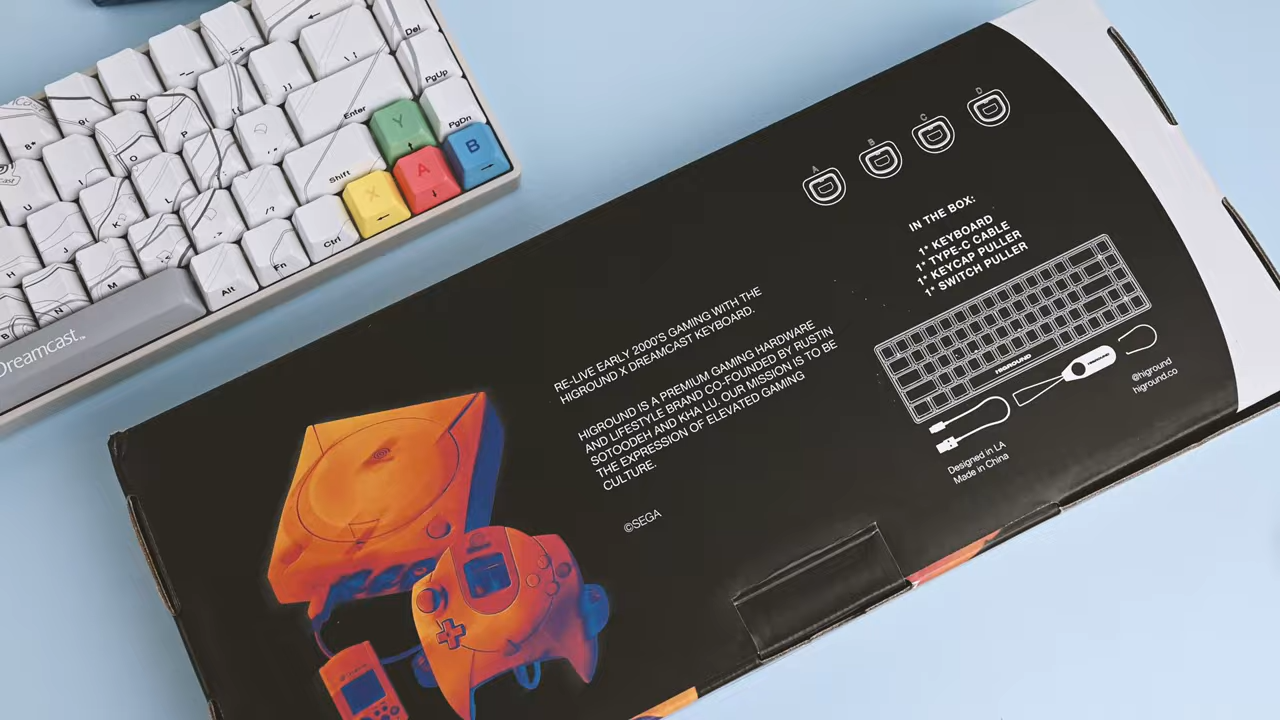 Del
PgUp
Enter
PgDn
Shift
Y
A
B
X
Ctrl
Fn
Alt
P
O
I
U
L
K
J
H
M
N
B
Dreamcast™
A
B
C
D
IN THE BOX:
1* KEYBOARD
1* TYPE-C CABLE
1* KEYCAP PULLER
1* SWITCH PULLER
RE-LIVE EARLY 2000'S GAMING WITH THE
HIGROUND X DREAMCAST KEYBOARD.
HIGROUND IS A PREMIUM GAMING HARDWARE
AND LIFESTYLE BRAND CO-FOUNDED BY RUSTIN
SOTOODEH AND KHA LU. OUR MISSION IS TO BE
THE EXPRESSION OF ELEVATED GAMING
CULTURE.
©SEGA
HIGROUND
HIGROUND
@higround
higround.co
Designed in LA
Made in China